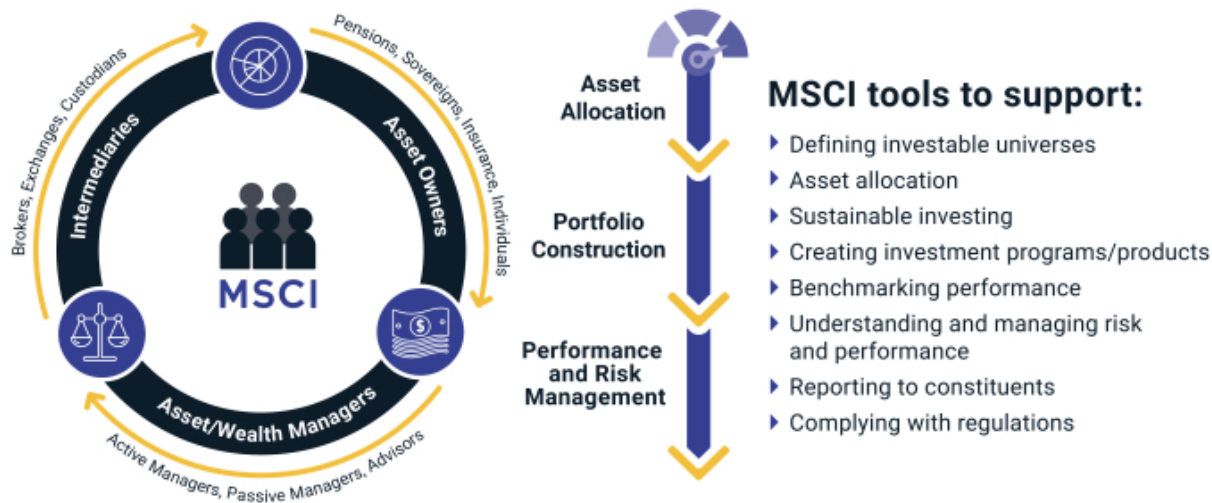 Brokers, Exchanges, Custodians
Pensions, Sovereigns, Insurance, Individuals
Intermediaries
Asset Owners
MSCI
$
Asset/Wealth Managers
Active Managers, Passive Managers, Advisors
Asset
Allocation
Portfolio
Construction
Performance
and Risk
Management
MSCI tools to support:
Defining investable universes
Asset allocation
Sustainable investing
Creating investment programs/products
Benchmarking performance
Understanding and managing risk
and performance
Reporting to constituents
Complying with regulations